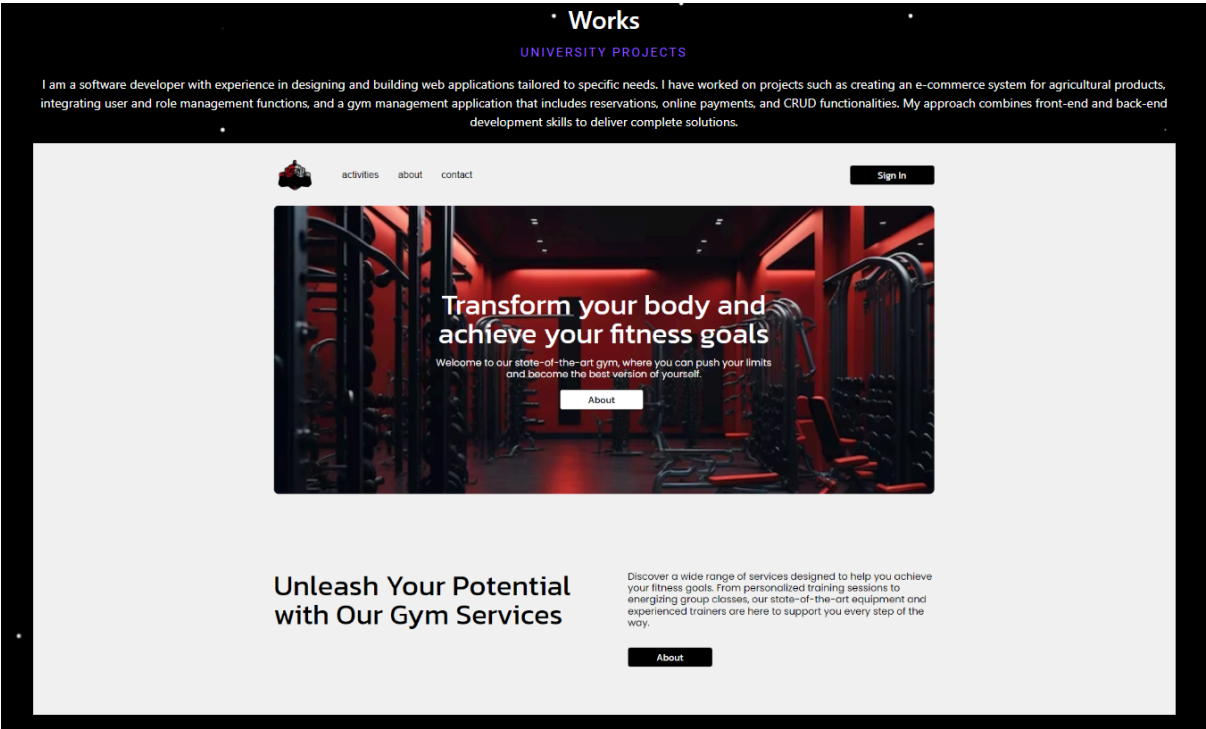 Works
UNIVERSITY PROJECTS
I am a software developer with experience in designing and building web applications tailored to specific needs. I have worked on projects such as creating an e-commerce system for agricultural products,
integrating user and role management functions, and a gym management application that includes reservations, online payments, and CRUD functionalities. My approach combines front-end and back-end
development skills to deliver complete solutions.
activities about contact Sign In
Transform your body and
achieve your fitness goals
Welcome to our state-of-the-art gym, where you can push your limits
and become the best version of yourself.
About
Unleash Your Potential
with Our Gym Services
Discover a wide range of services designed to help you achieve
your fitness goals. From personalized training sessions to
energizing group classes, our state-of-the-art equipment and
experienced trainers are here to support you every step of the
way.
About